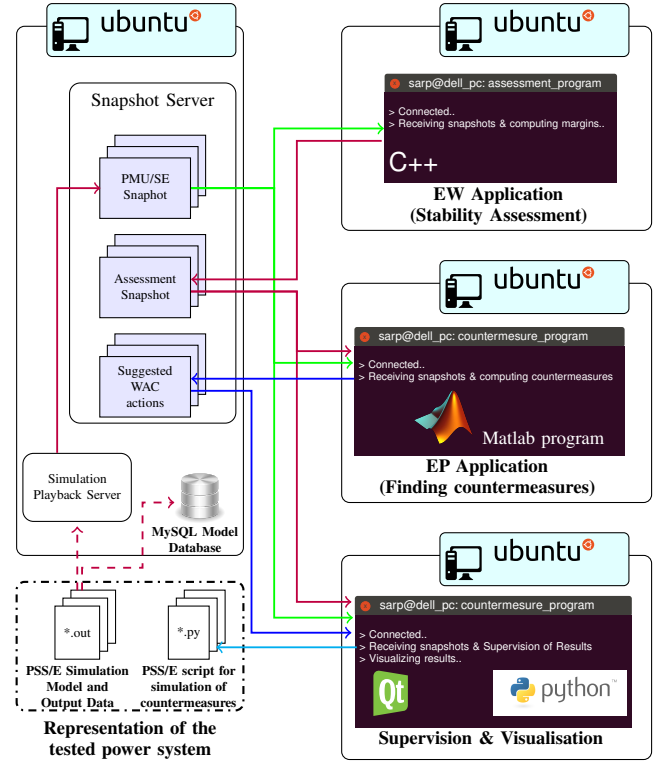 ubuntu
Snapshot Server
PMU/SE
Snaphot
Assessment
Snapshot
Suggested
WAC
actions
Simulation
Playback Server
MySQL Model
Database
*.out
*.py
PSS/E Simulation
Model and
Output Data
PSS/E script for
simulation of
countermeasures
Representation of the
tested power system
ubuntu
sarp@dell_pc: assessment_program
> Connected..
> Receiving snapshots & computing margins..
C++
EW Application
(Stability Assessment)
ubuntu
sarp@dell_pc: countermesure_program
> Connected..
> Receiving snapshots & computing countermeasures
Matlab program
EP Application
(Finding countermeasures)
ubuntu
sarp@dell_pc: countermesure_program
> Connected..
> Receiving snapshots & Supervision of Results
> Visualizing results..
Qt
python™
Supervision & Visualisation